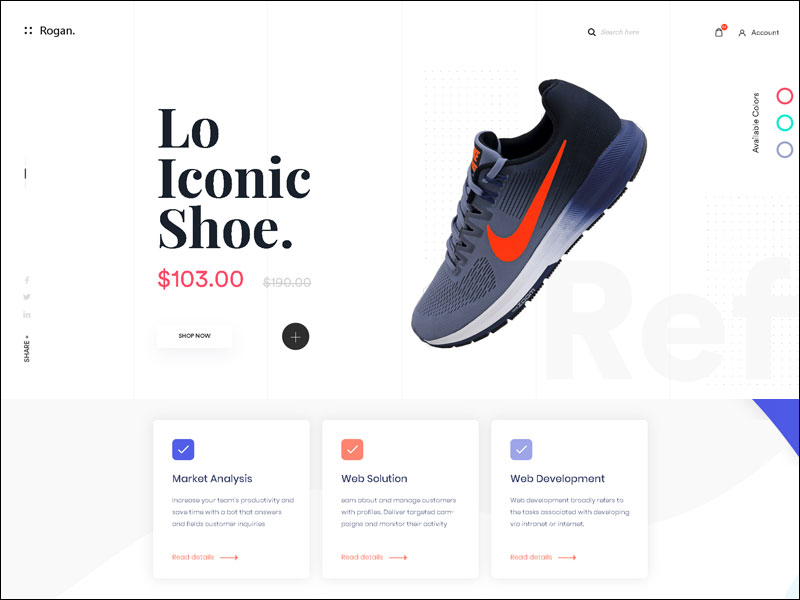 Rogan.
Search here
Account
Available Colors
Lo
Iconic
Shoe.
$103.00 $190.00
SHOP NOW
SHARE +
Ref
Market Analysis
Increase your team's productivity and
save time with a bot that answers
and fields customer inquiries
Read details
Web Solution
earn about and manage customers
with profiles. Deliver targeted cam-
paigns and monitor their activity
Read details
Web Development
Web development broadly refers to
the tasks associated with developing
via intranet or internet.
Read details